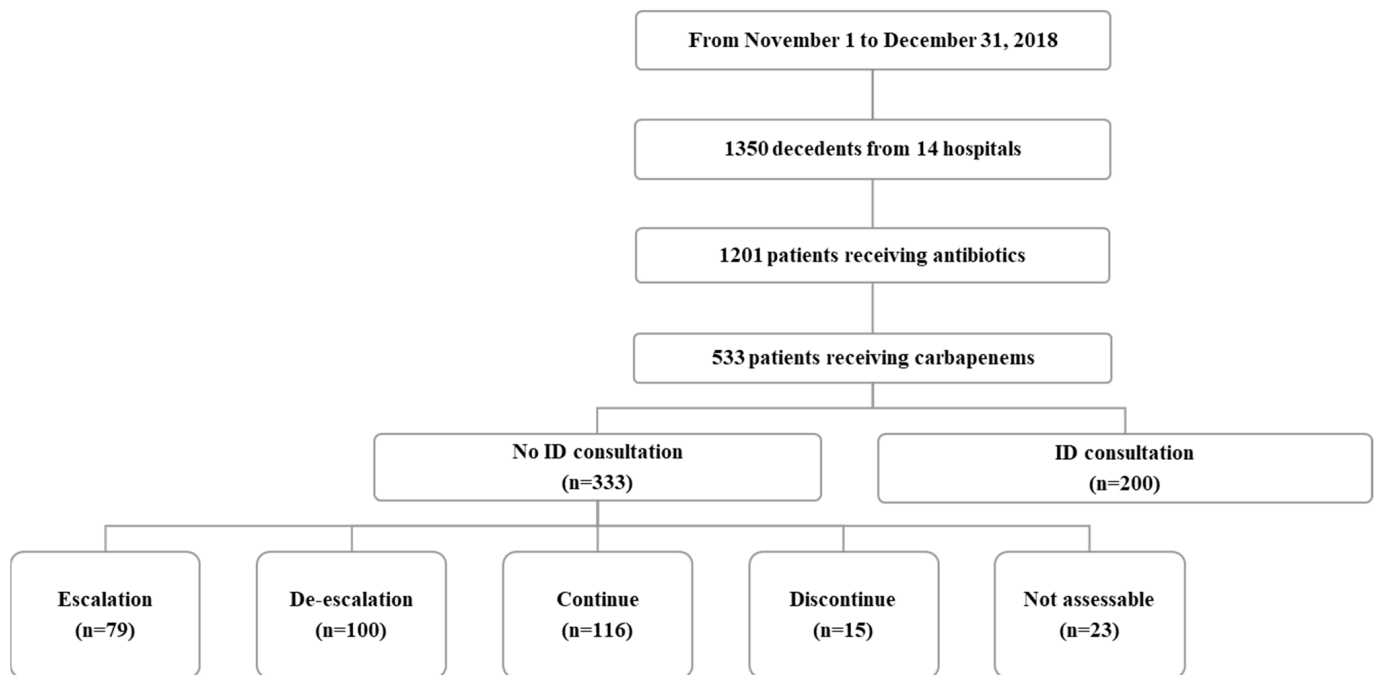 From November 1 to December 31, 2018
1350 decedents from 14 hospitals
1201 patients receiving antibiotics
533 patients receiving carbapenems
No ID consultation
(n=333)
ID consultation
(n=200)
Escalation
(n=79)
De-escalation
(n=100)
Continue
(n=116)
Discontinue
(n=15)
Not assessable
(n=23)